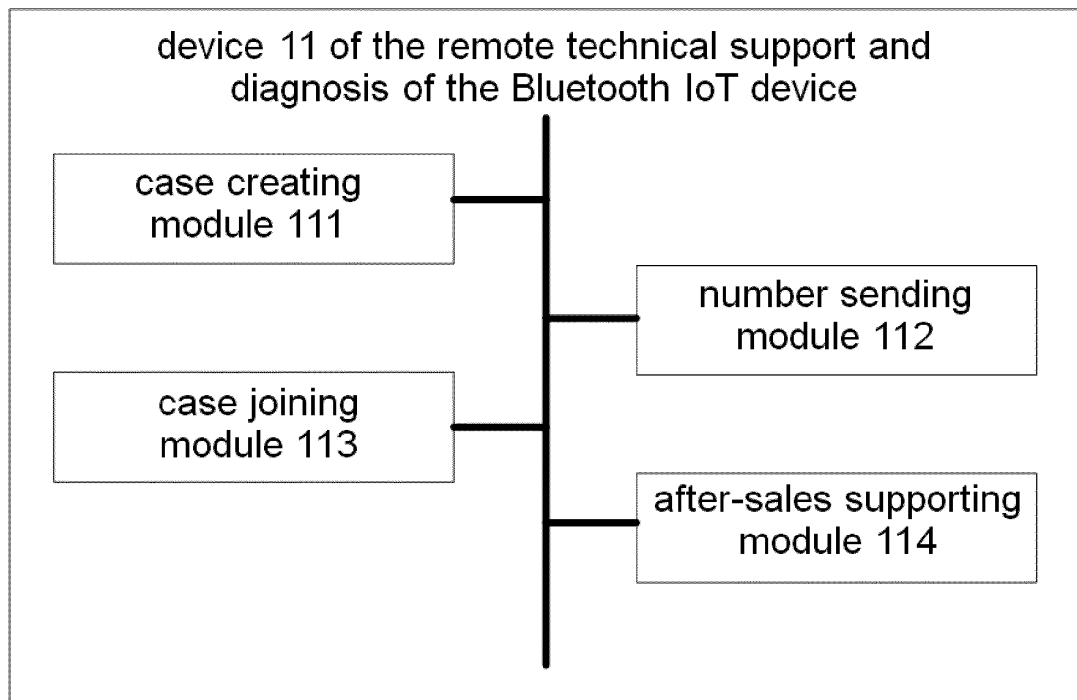 device 11 of the remote technical support and
diagnosis of the Bluetooth IoT device
case creating
module 111
number sending
module 112
case joining
module 113
after-sales supporting
module 114